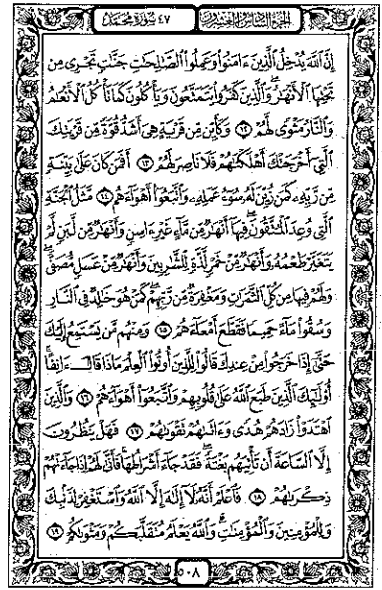 الجزء السادس والعشرون
٤٧ سورة محمد
إِنَّ اللَّهَ يُدْخِلُ الَّذِينَ ءَامَنُوا وَعَمِلُوا الصَّالِحَاتِ جَنَّاتٍ تَجْرِي مِن
تَحْتِهَا الْأَنْهَارُ وَالَّذِينَ كَفَرُوا يَتَمَتَّعُونَ وَيَأْكُلُونَ كَمَا تَأْكُلُ الْأَنْعَامُ
وَالنَّارُ مَثْوًى لَّهُمْ ١٢ وَكَأَيِّن مِّن قَرْيَةٍ هِيَ أَشَدُّ قُوَّةً مِّن قَرْيَتِكَ
الَّتِي أَخْرَجَتْكَ أَهْلَكْنَاهُمْ فَلَا نَاصِرَ لَهُمْ ١٣ أَفَمَن كَانَ عَلَىٰ بَيِّنَةٍ
مِّن رَّبِّهِ كَمَن زُيِّنَ لَهُ سُوءُ عَمَلِهِ وَاتَّبَعُوا أَهْوَاءَهُم ١٤ مَّثَلُ الْجَنَّةِ
الَّتِي وُعِدَ الْمُتَّقُونَ فِيهَا أَنْهَارٌ مِّن مَّاءٍ غَيْرِ ءَاسِنٍ وَأَنْهَارٌ مِّن لَّبَنٍ لَّمْ
يَتَغَيَّرْ طَعْمُهُ وَأَنْهَارٌ مِّنْ خَمْرٍ لَّذَّةٍ لِّلشَّارِبِينَ وَأَنْهَارٌ مِّنْ عَسَلٍ مُّصَفًّى
وَلَهُمْ فِيهَا مِن كُلِّ الثَّمَرَاتِ وَمَغْفِرَةٌ مِّن رَّبِّهِمْ كَمَنْ هُوَ خَالِدٌ فِي النَّارِ
وَسُقُوا مَاءً حَمِيمًا فَقَطَّعَ أَمْعَاءَهُمْ ١٥ وَمِنْهُم مَّن يَسْتَمِعُ إِلَيْكَ
حَتَّىٰ إِذَا خَرَجُوا مِنْ عِندِكَ قَالُوا لِلَّذِينَ أُوتُوا الْعِلْمَ مَاذَا قَالَ ءَانِفًا
أُولَٰئِكَ الَّذِينَ طَبَعَ اللَّهُ عَلَىٰ قُلُوبِهِمْ وَاتَّبَعُوا أَهْوَاءَهُمْ ١٦ وَالَّذِينَ
اهْتَدَوْا زَادَهُمْ هُدًى وَءَاتَاهُمْ تَقْوَاهُمْ ١٧ فَهَلْ يَنظُرُونَ
إِلَّا السَّاعَةَ أَن تَأْتِيَهُم بَغْتَةً فَقَدْ جَاءَ أَشْرَاطُهَا فَأَنَّىٰ لَهُمْ إِذَا جَاءَتْهُمْ
ذِكْرَاهُمْ ١٨ فَاعْلَمْ أَنَّهُ لَا إِلَٰهَ إِلَّا اللَّهُ وَاسْتَغْفِرْ لِذَنبِكَ
وَلِلْمُؤْمِنِينَ وَالْمُؤْمِنَاتِ وَاللَّهُ يَعْلَمُ مُتَقَلَّبَكُمْ وَمَثْوَاكُمْ ١٩
٥٠٨